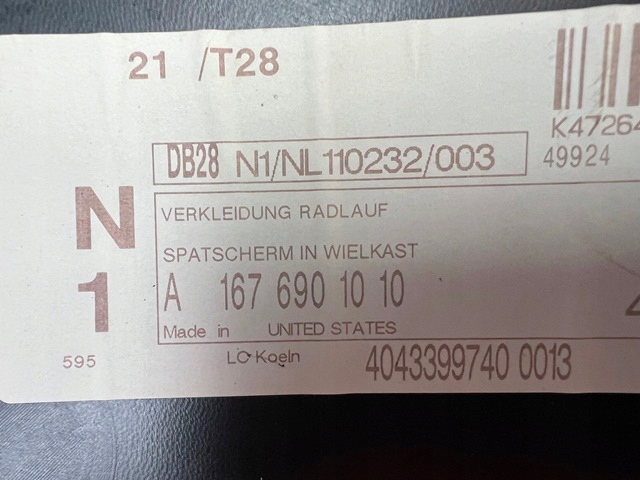 21 /T28
K47264
DB28 N1/NL110232/003
49924
N
1
VERKLEIDUNG RADLAUF
SPATSCHERM IN WIELKAST
A 167 690 10 10
Made in UNITED STATES
595
LC Koeln
4043399740 0013